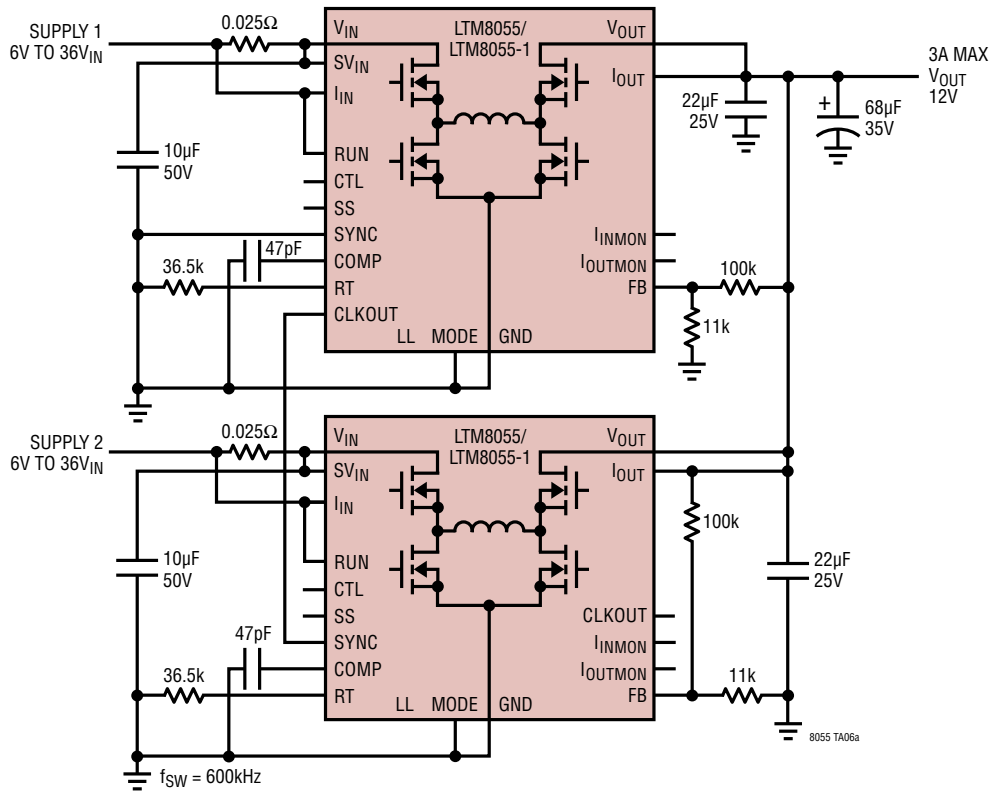 SUPPLY 1
6V TO 36VIN
0.025Ω
VIN
SVIN
IIN
RUN
CTL
SS
SYNC
COMP
RT
CLKOUT
LTM8055/
LTM8055-1
VOUT
IOUT
IINMON
IOUTMON
FB
LL MODE GND
10µF
50V
47pF
36.5k
22µF
25V
+
68µF
35V
3A MAX
VOUT
12V
100k
11k
SUPPLY 2
6V TO 36VIN
0.025Ω
VIN
SVIN
IIN
RUN
CTL
SS
SYNC
COMP
RT
LTM8055/
LTM8055-1
VOUT
IOUT
CLKOUT
IINMON
IOUTMON
FB
LL MODE GND
10µF
50V
47pF
36.5k
100k
11k
22µF
25V
fSW = 600kHz
8055 TA06a